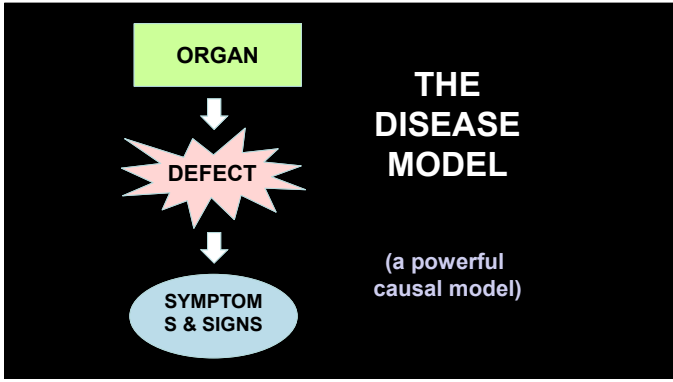 ORGAN
DEFECT
SYMPTOM
S & SIGNS
THE
DISEASE
MODEL
(a powerful
causal model)